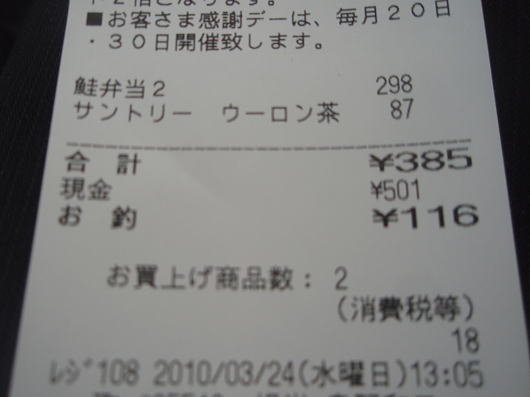 ■お客さま感謝デーは、毎月20日
・30日開催致します。
鮭弁当2 298
サントリー ウーロン茶 87
合 計 ¥385
現金 ¥501
お 釣 ¥116
お買上げ商品数: 2
(消費税等)
18
レジ108 2010/03/24(水曜日)13:05